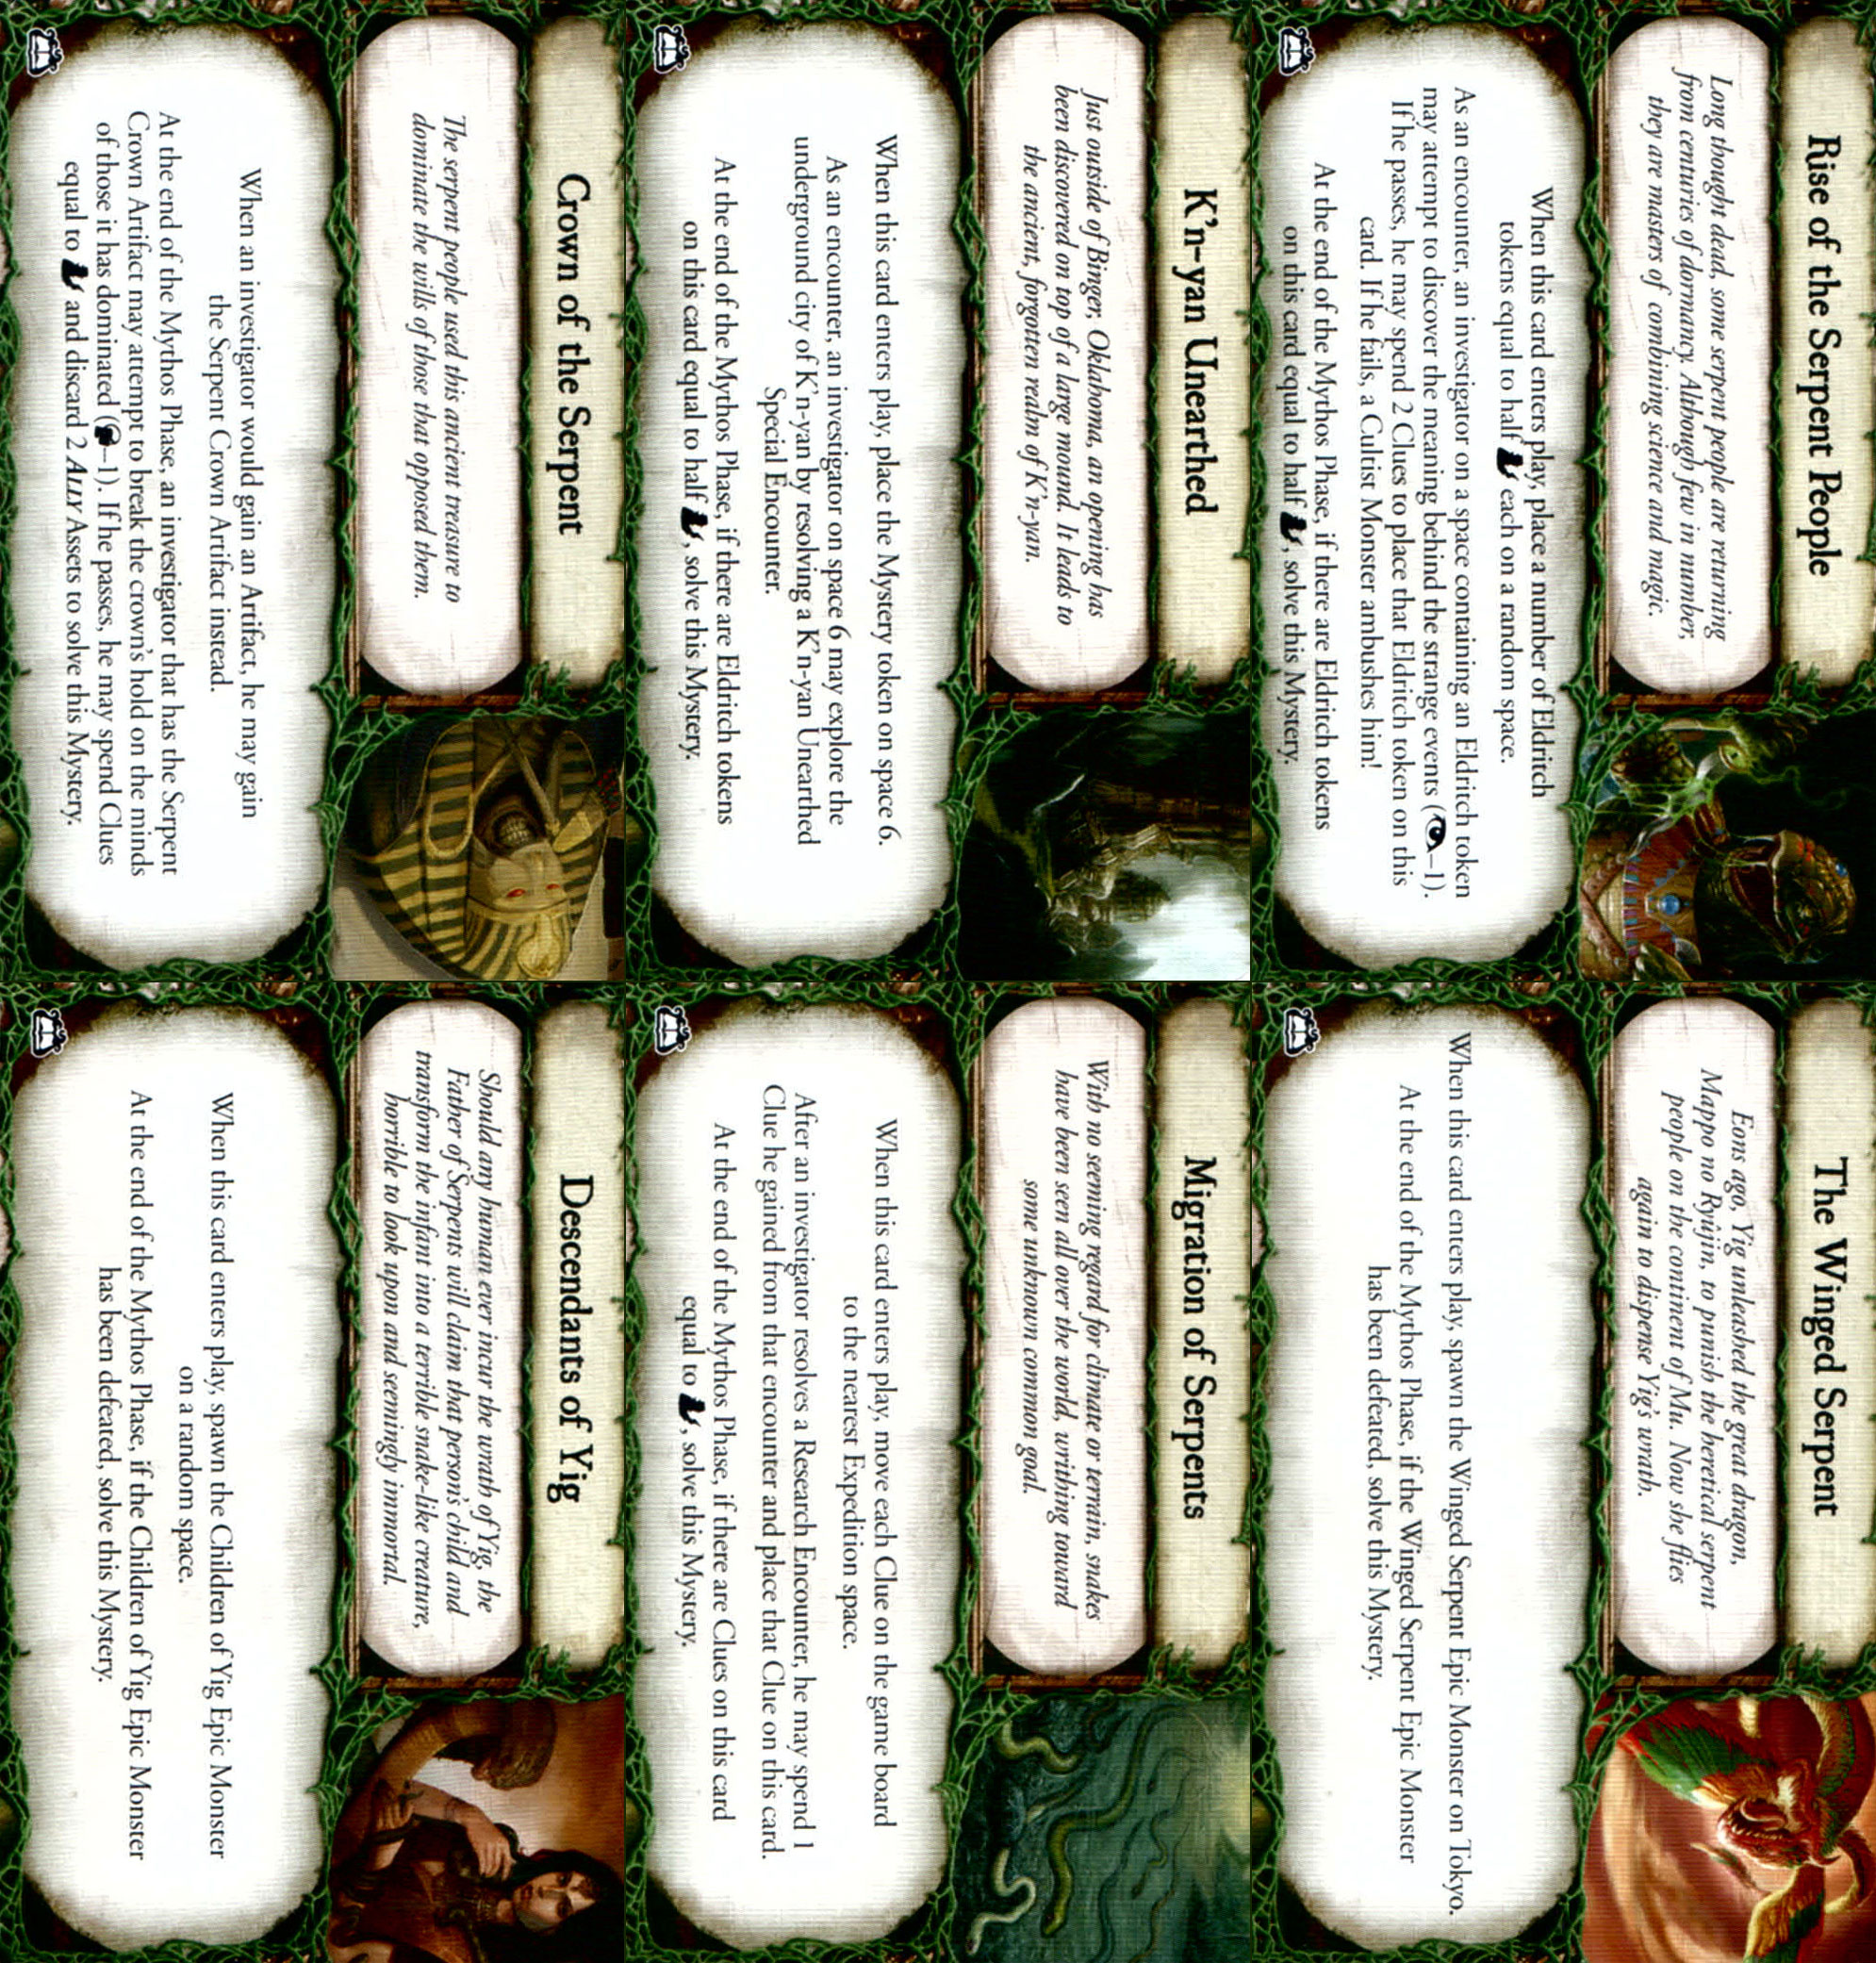 Rise of the Serpent People
Long thought dead, some serpent people are returning
from centuries of dormancy. Although few in number,
they are masters of combining science and magic.
When this card enters play, place a number of Eldritch
tokens equal to half each on a random space.
As an encounter, an investigator on a space containing an Eldritch token
may attempt to discover the meaning behind the strange events (–1).
If he passes, he may spend 2 Clues to place that Eldritch token on this
card. If he fails, a Cultist Monster ambushes him!
At the end of the Mythos Phase, if there are Eldritch tokens
on this card equal to half , solve this Mystery.
The Winged Serpent
Eons ago, Yig unleashed the great dragon,
Mappo no Ryūjin, to punish the heretical serpent
people on the continent of Mu. Now she flies
again to dispense Yig's wrath.
When this card enters play, spawn the Winged Serpent Epic Monster on Tokyo.
At the end of the Mythos Phase, if the Winged Serpent Epic Monster
has been defeated, solve this Mystery.
K'n-yan Unearthed
Just outside of Binger, Oklahoma, an opening has
been discovered on top of a large mound. It leads to
the ancient, forgotten realm of K'n-yan.
When this card enters play, place the Mystery token on space 6.
As an encounter, an investigator on space 6 may explore the
underground city of K'n-yan by resolving a K'n-yan Unearthed
Special Encounter.
At the end of the Mythos Phase, if there are Eldritch tokens
on this card equal to half , solve this Mystery.
Migration of Serpents
With no seeming regard for climate or terrain, snakes
have been seen all over the world, writhing toward
some unknown common goal.
When this card enters play, move each Clue on the game board
to the nearest Expedition space.
After an investigator resolves a Research Encounter, he may spend 1
Clue he gained from that encounter and place that Clue on this card.
At the end of the Mythos Phase, if there are Clues on this card
equal to , solve this Mystery.
Crown of the Serpent
The serpent people used this ancient treasure to
dominate the wills of those that opposed them.
When an investigator would gain an Artifact, he may gain
the Serpent Crown Artifact instead.
At the end of the Mythos Phase, an investigator that has the Serpent
Crown Artifact may attempt to break the crown's hold on the minds
of those it has dominated (–1). If he passes, he may spend Clues
equal to and discard 2 ALLY Assets to solve this Mystery.
Descendants of Yig
Should any human ever incur the wrath of Yig, the
Father of Serpents will claim that person's child and
transform the infant into a terrible snake-like creature,
horrible to look upon and seemingly immortal.
When this card enters play, spawn the Children of Yig Epic Monster
on a random space.
At the end of the Mythos Phase, if the Children of Yig Epic Monster
has been defeated, solve this Mystery.